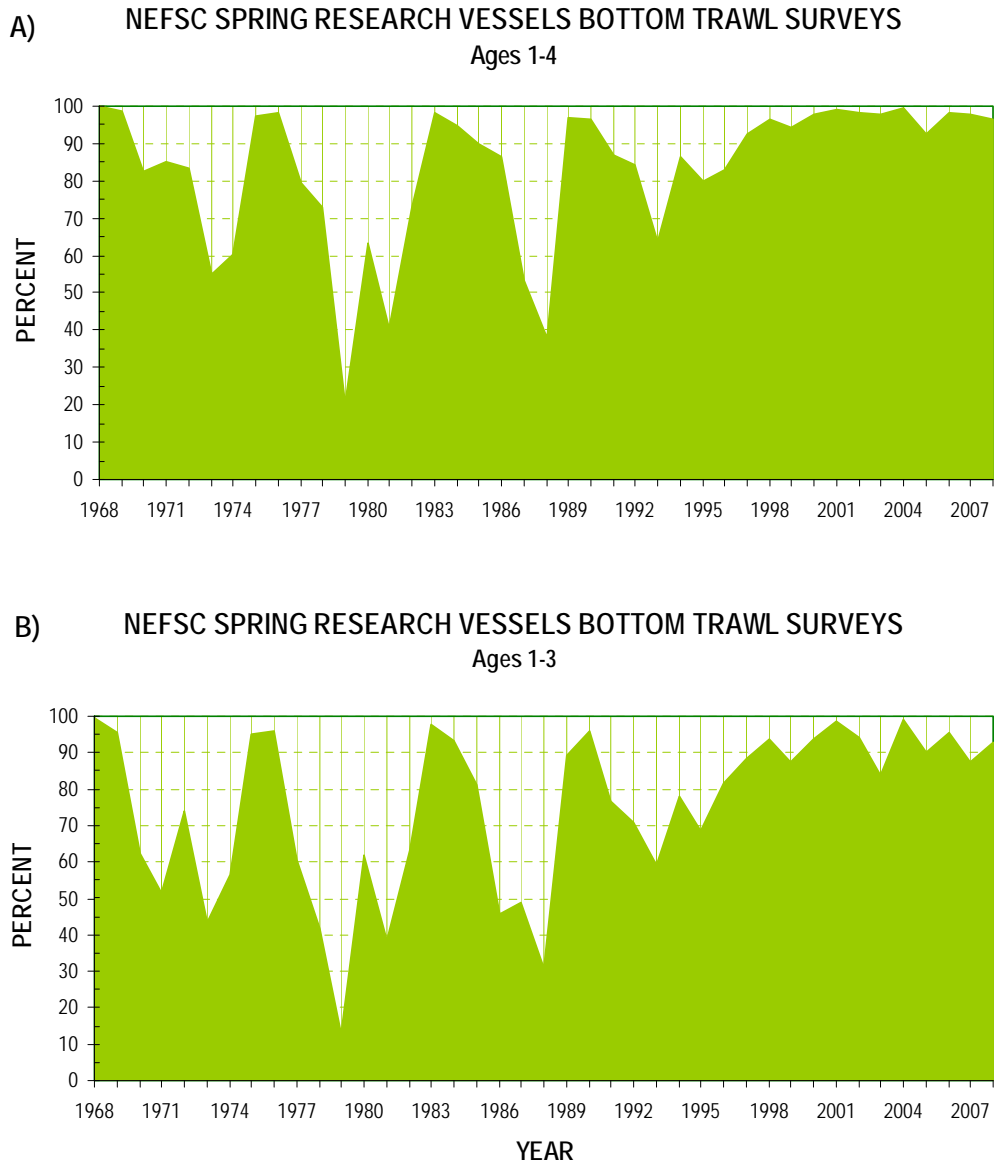 A)
NEFSC SPRING RESEARCH VESSELS BOTTOM TRAWL SURVEYS
Ages 1-4
PERCENT
100
90
80
70
60
50
40
30
20
10
0
1968 1971 1974 1977 1980 1983 1986 1989 1992 1995 1998 2001 2004 2007
B)
NEFSC SPRING RESEARCH VESSELS BOTTOM TRAWL SURVEYS
Ages 1-3
PERCENT
100
90
80
70
60
50
40
30
20
10
0
1968 1971 1974 1977 1980 1983 1986 1989 1992 1995 1998 2001 2004 2007
YEAR